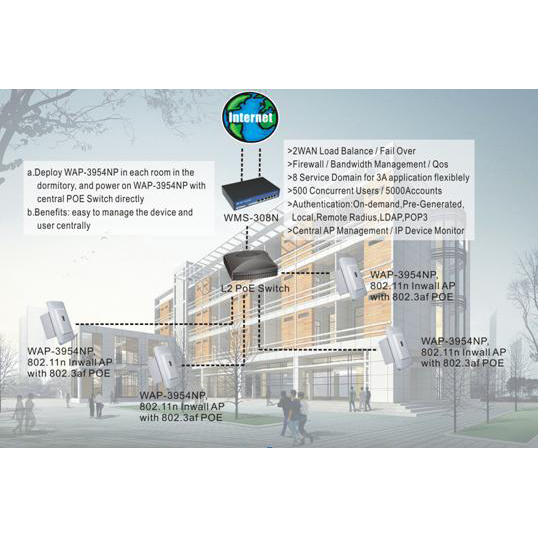 Internet
a.Deploy WAP-3954NP in each room in the
dormitory, and power on WAP-3954NP with
central POE Switch directly
b.Benefits: easy to manage the device and
user centrally
>2WAN Load Balance / Fail Over
>Firewall / Bandwidth Management / Qos
>8 Service Domain for 3A application flexiblely
>500 Concurrent Users / 5000Accounts
>Authentication:On-demand,Pre-Generated,
Local,Remote Radius,LDAP,POP3
>Central AP Management / IP Device Monitor
WMS-308N
L2 PoE Switch
WAP-3954NP,
802.11n Inwall AP
with 802.3af POE
WAP-3954NP,
802.11n Inwall AP
with 802.3af POE
WAP-3954NP,
802.11n Inwall AP
with 802.3af POE
WAP-3954NP,
802.11n Inwall AP
with 802.3af POE